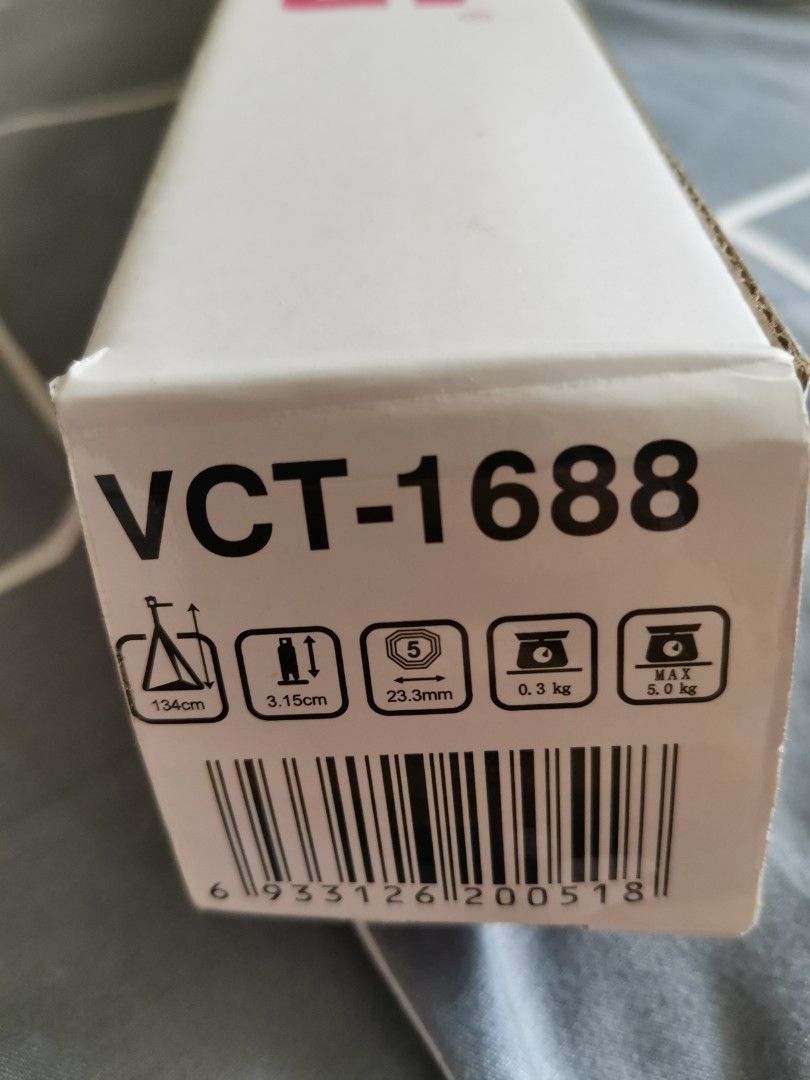 VCT-1688
134cm
3.15cm
5
23.3mm
0.3 kg
MAX
5.0 kg
6 933126 200518